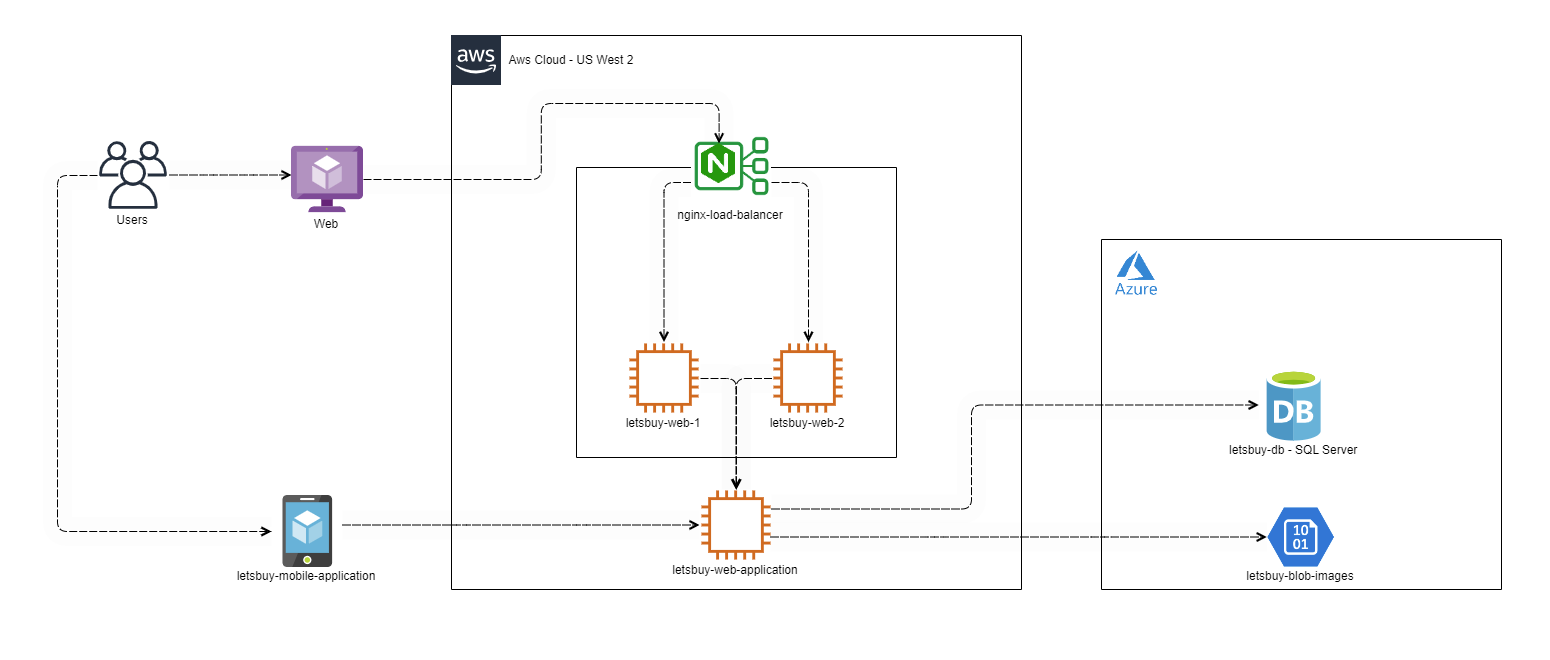 aws
Aws Cloud - US West 2
Users
Web
N
nginx-load-balancer
Azure
letsbuy-web-1
letsbuy-web-2
DB
letsbuy-db - SQL Server
10
01
letsbuy-mobile-application
letsbuy-web-application
letsbuy-blob-images